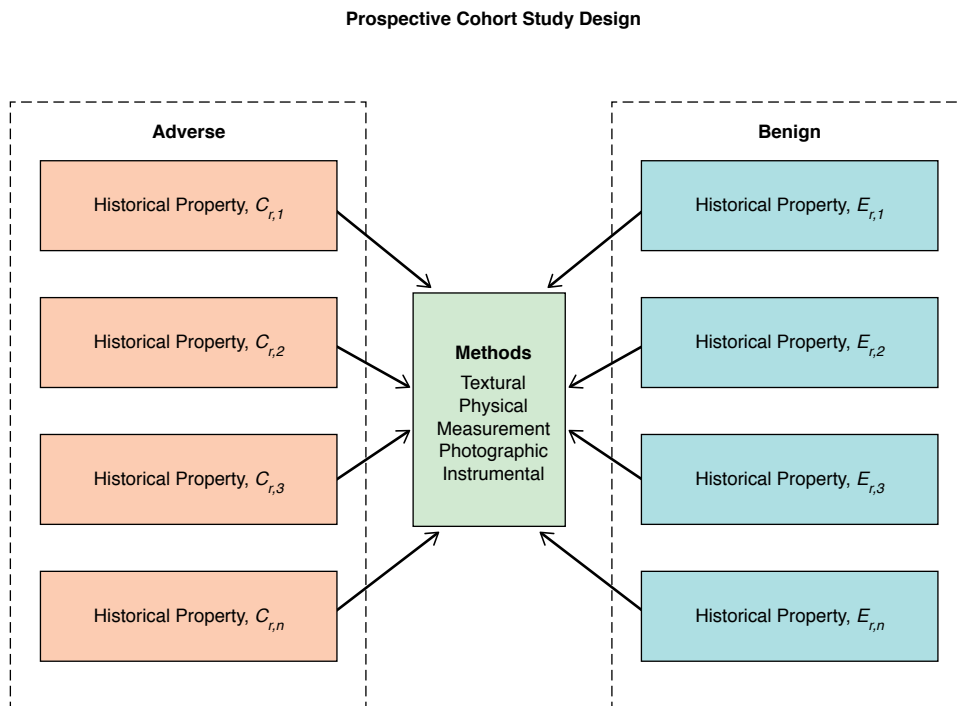 Prospective Cohort Study Design
Adverse
Historical Property, C_{r,1}
Historical Property, C_{r,2}
Historical Property, C_{r,3}
Historical Property, C_{r,n}
Methods
Textural
Physical
Measurement
Photographic
Instrumental
Benign
Historical Property, E_{r,1}
Historical Property, E_{r,2}
Historical Property, E_{r,3}
Historical Property, E_{r,n}